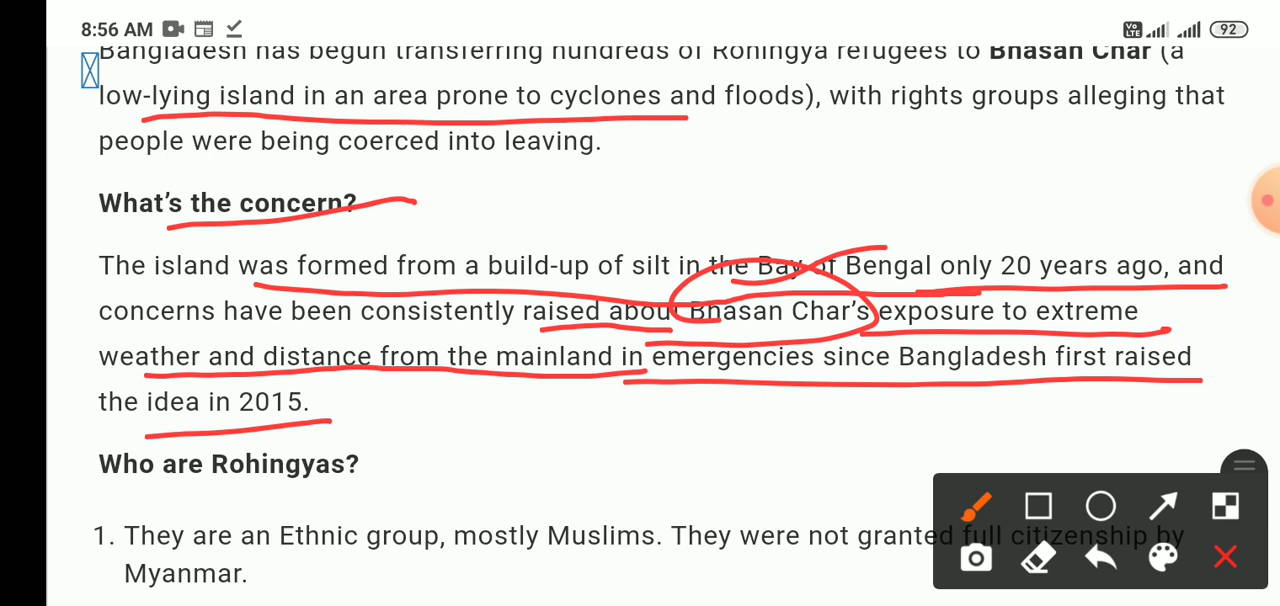 8:56 AM
Vo LTE 92
Bangladesh has begun transferring hundreds of Rohingya refugees to Bhasan Char (a
low-lying island in an area prone to cyclones and floods), with rights groups alleging that
people were being coerced into leaving.
What's the concern?
The island was formed from a build-up of silt in the Bay of Bengal only 20 years ago, and
concerns have been consistently raised about Bhasan Char's exposure to extreme
weather and distance from the mainland in emergencies since Bangladesh first raised
the idea in 2015.
Who are Rohingyas?
1. They are an Ethnic group, mostly Muslims. They were not granted full citizenship by
Myanmar.